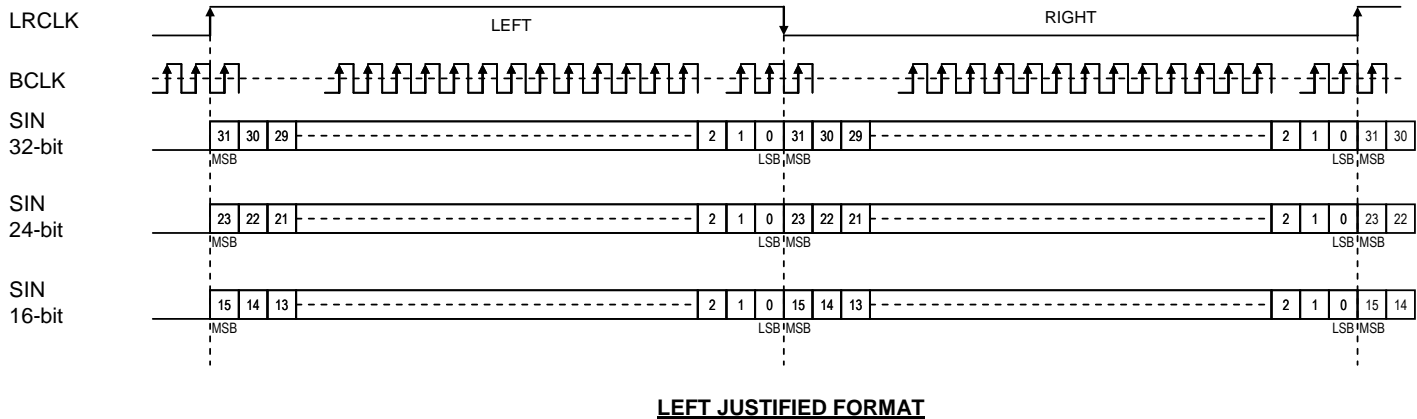 LRCLK
LEFT
RIGHT
BCLK
SIN
32-bit
31 30 29 2 1 0 31 30 29 2 1 0 31 30
MSB LSB MSB LSB MSB
SIN
24-bit
23 22 21 2 1 0 23 22 21 2 1 0 23 22
MSB LSB MSB LSB MSB
SIN
16-bit
15 14 13 2 1 0 15 14 13 2 1 0 15 14
MSB LSB MSB LSB MSB
LEFT JUSTIFIED FORMAT